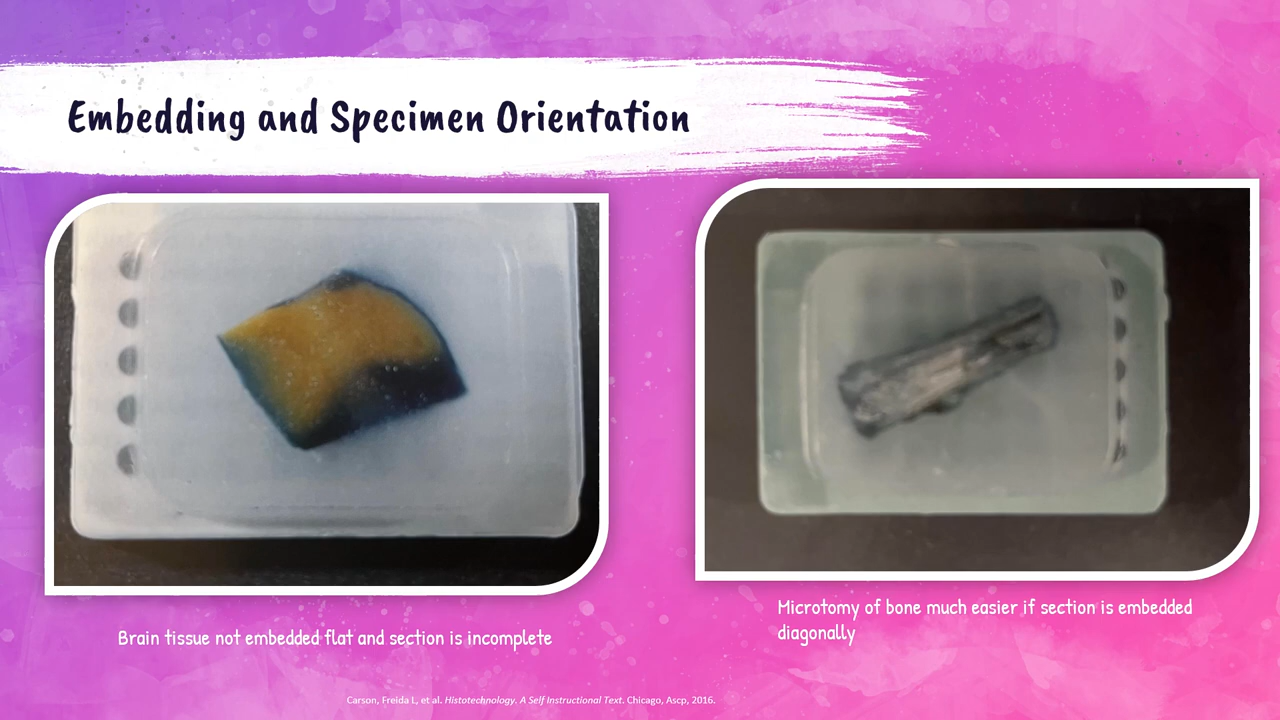 Embedding and Specimen Orientation
Brain tissue not embedded flat and section is incomplete
Microtomy of bone much easier if section is embedded
diagonally
Carson, Freida L, et al. Histotechnology. A Self Instructional Text. Chicago, Ascp, 2016.